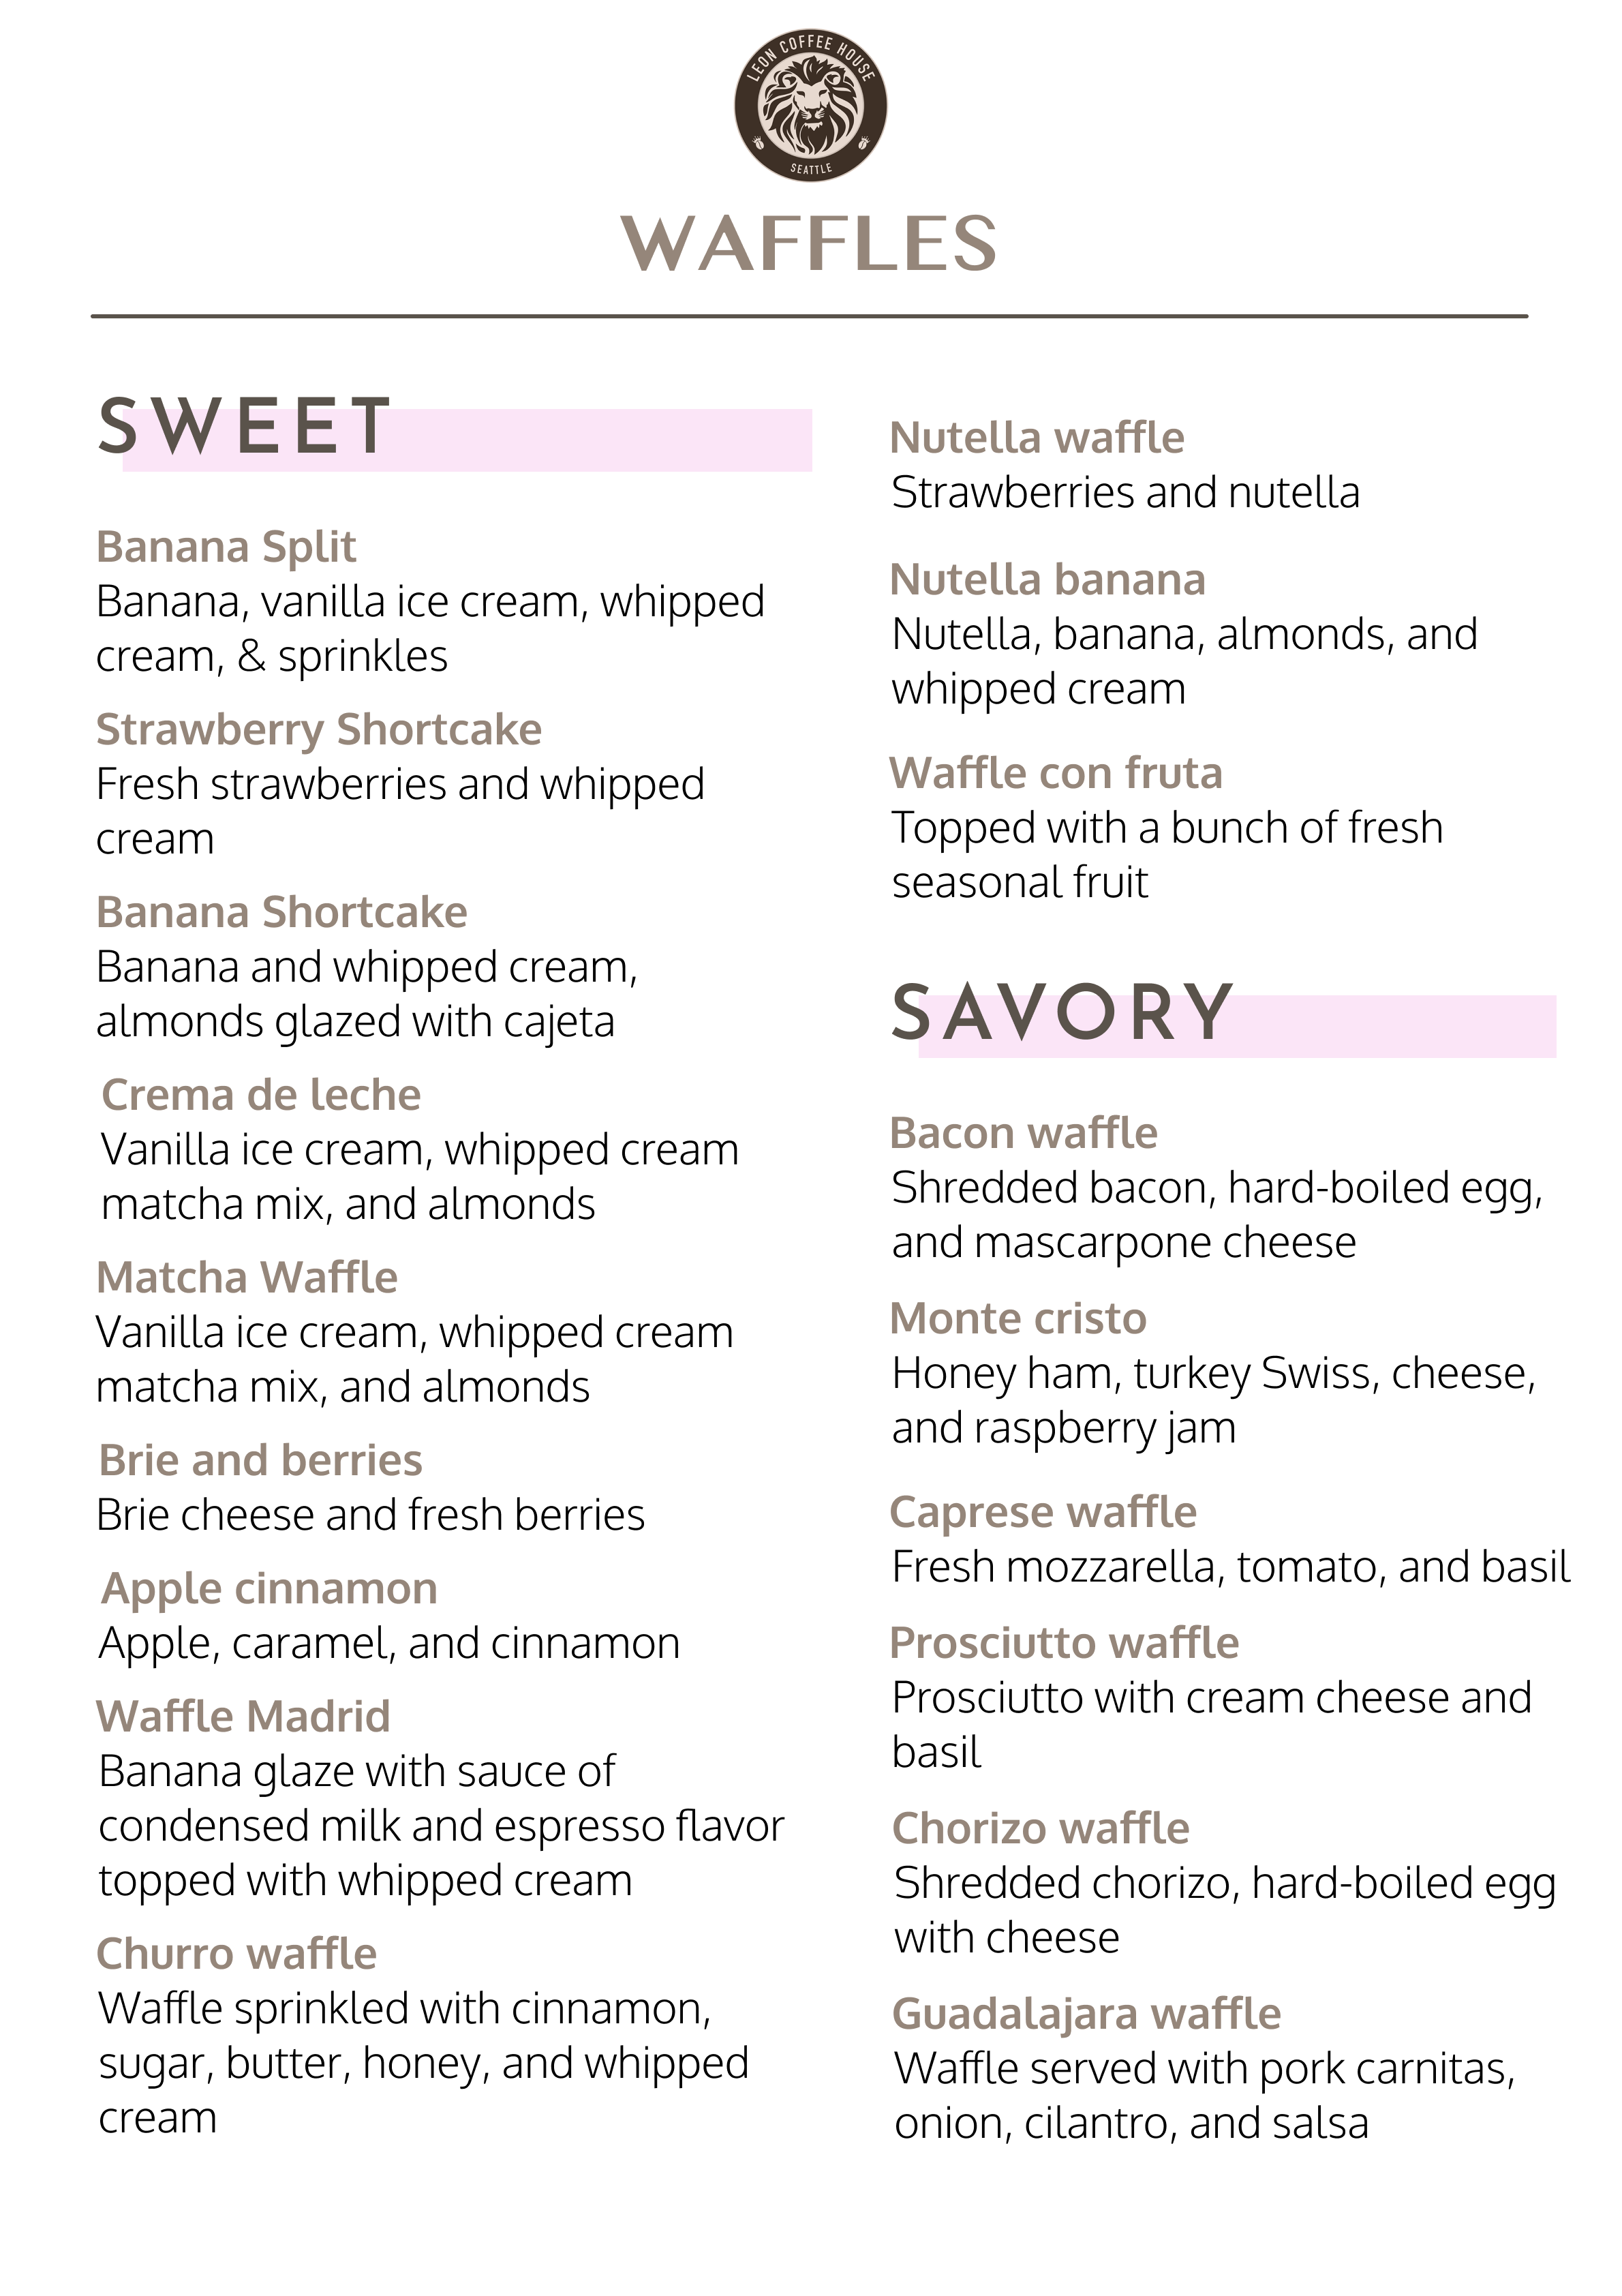 LEON COFFEE HOUSE
SEATTLE
WAFFLES
SWEET
Banana Split
Banana, vanilla ice cream, whipped
cream, & sprinkles
Strawberry Shortcake
Fresh strawberries and whipped
cream
Banana Shortcake
Banana and whipped cream,
almonds glazed with cajeta
Crema de leche
Vanilla ice cream, whipped cream
matcha mix, and almonds
Matcha Waffle
Vanilla ice cream, whipped cream
matcha mix, and almonds
Brie and berries
Brie cheese and fresh berries
Apple cinnamon
Apple, caramel, and cinnamon
Waffle Madrid
Banana glaze with sauce of
condensed milk and espresso flavor
topped with whipped cream
Churro waffle
Waffle sprinkled with cinnamon,
sugar, butter, honey, and whipped
cream
Nutella waffle
Strawberries and nutella
Nutella banana
Nutella, banana, almonds, and
whipped cream
Waffle con fruta
Topped with a bunch of fresh
seasonal fruit
SAVORY
Bacon waffle
Shredded bacon, hard-boiled egg,
and mascarpone cheese
Monte cristo
Honey ham, turkey Swiss, cheese,
and raspberry jam
Caprese waffle
Fresh mozzarella, tomato, and basil
Prosciutto waffle
Prosciutto with cream cheese and
basil
Chorizo waffle
Shredded chorizo, hard-boiled egg
with cheese
Guadalajara waffle
Waffle served with pork carnitas,
onion, cilantro, and salsa